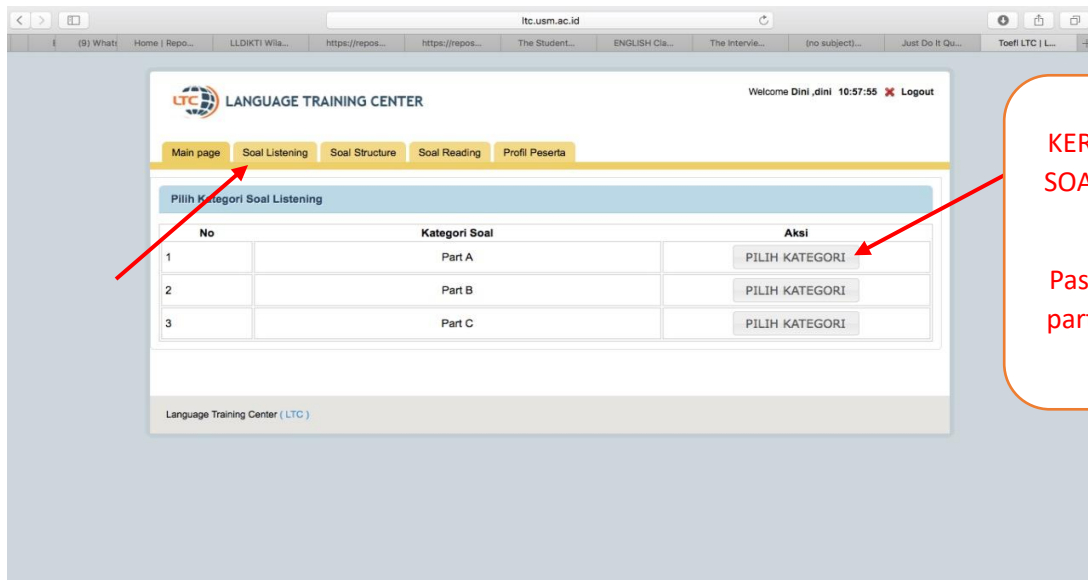 ltc.usm.ac.id
(9) Whats
Home | Repo...
LLDIKTI Wila...
https://repos...
https://repos...
The Student...
ENGLISH Cla...
The Intervie...
(no subject)...
Just Do It Qu...
Toefl LTC | L...
LTC
LANGUAGE TRAINING CENTER
Welcome Dini ,dini 10:57:55 Logout
Main page
Soal Listening
Soal Structure
Soal Reading
Profil Peserta
Pilih Kategori Soal Listening
No Kategori Soal Aksi
1 Part A PILIH KATEGORI
2 Part B PILIH KATEGORI
3 Part C PILIH KATEGORI
Language Training Center ( LTC )
KER
SOA
Pas
part